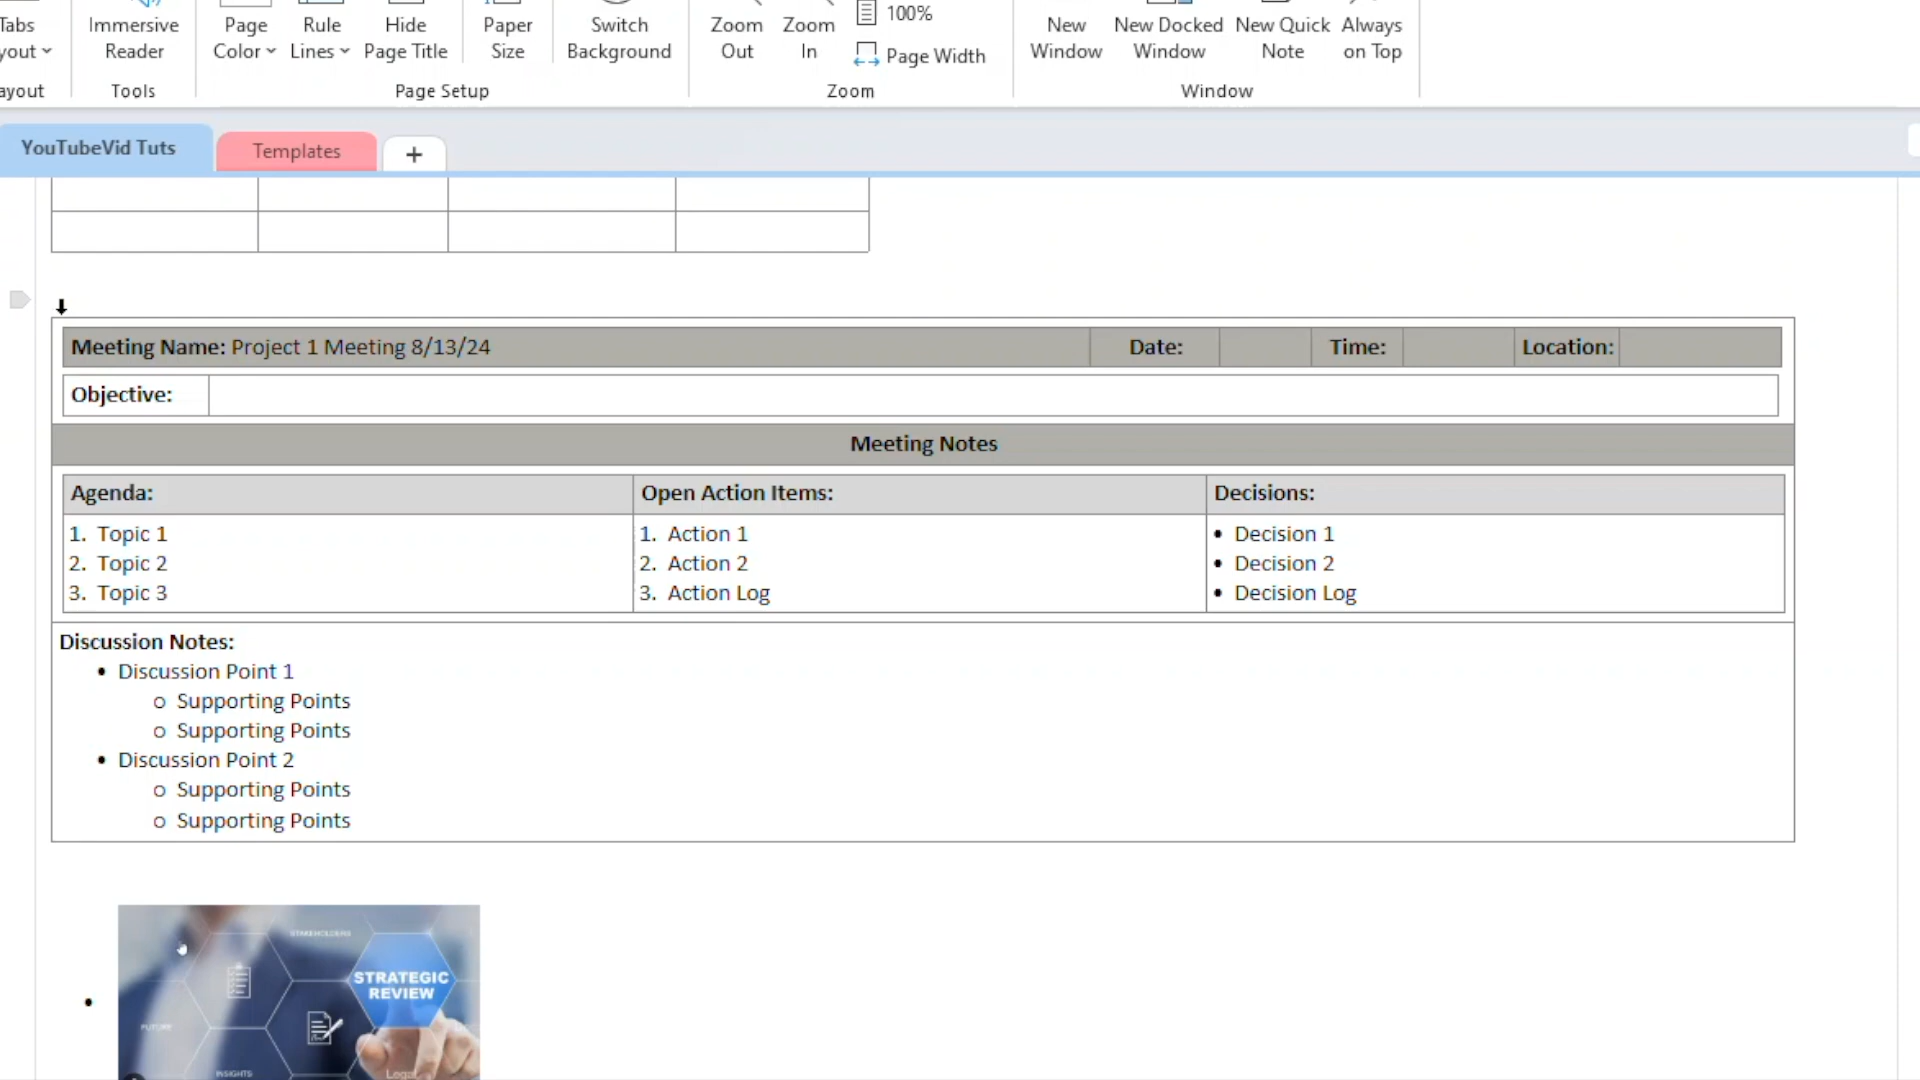 Tabs Immersive Page Rule Hide Paper Switch Zoom Zoom 100% New New Docked New Quick Always
yout Reader Color Lines Page Title Size Background Out In Page Width Window Window Note on Top
ayout Tools Page Setup Zoom Window
YouTubeVid Tuts Templates +
Meeting Name: Project 1 Meeting 8/13/24 Date: Time: Location:
Objective:
Meeting Notes
Agenda: Open Action Items: Decisions:
1. Topic 1 1. Action 1 • Decision 1
2. Topic 2 2. Action 2 • Decision 2
3. Topic 3 3. Action Log • Decision Log
Discussion Notes:
• Discussion Point 1
o Supporting Points
o Supporting Points
• Discussion Point 2
o Supporting Points
o Supporting Points
STAKEHOLDERS
STRATEGIC
REVIEW
FUTURE
INSIGHTS
Legal